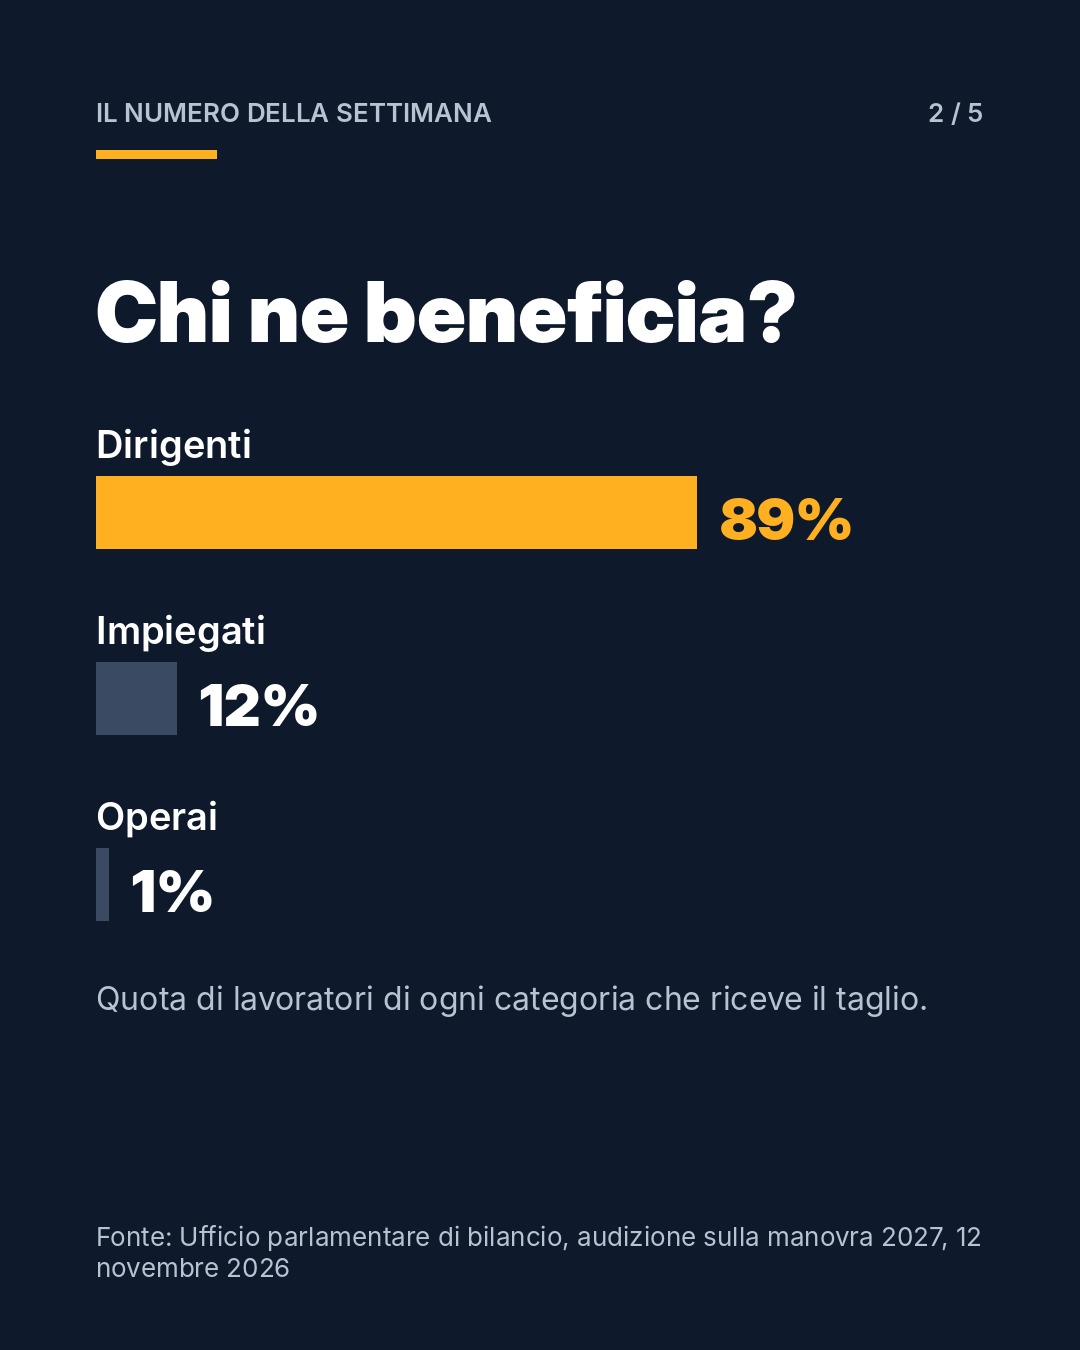 IL NUMERO DELLA SETTIMANA
2 / 5
Chi ne beneficia?
Dirigenti
89%
Impiegati
12%
Operai
1%
Quota di lavoratori di ogni categoria che riceve il taglio.
Fonte: Ufficio parlamentare di bilancio, audizione sulla manovra 2027, 12
novembre 2026